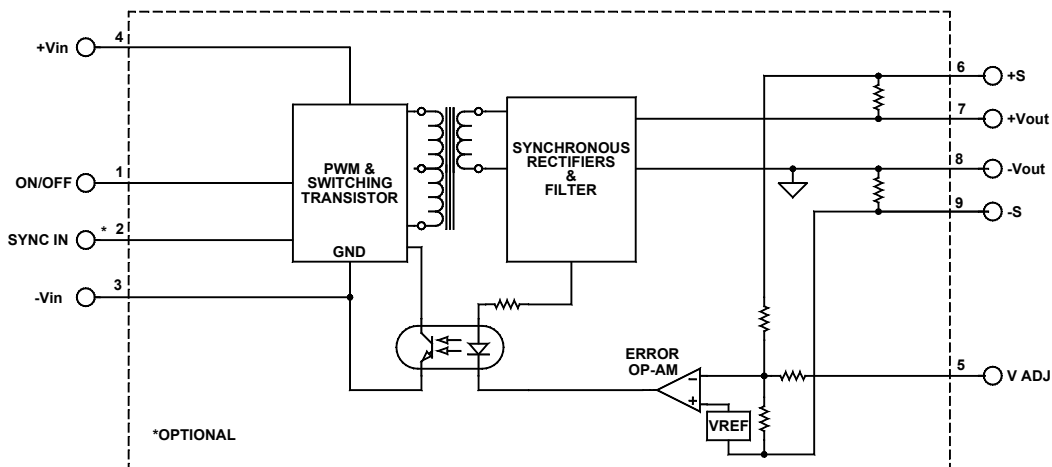 +Vin
4
6
+S
7
+Vout
PWM &
SWITCHING
TRANSISTOR
GND
SYNCHRONOUS
RECTIFIERS
&
FILTER
8
-Vout
ON/OFF
1
9
-S
SYNC IN
* 2
-Vin
3
ERROR
OP-AM
−
+
VREF
5
V ADJ
*OPTIONAL